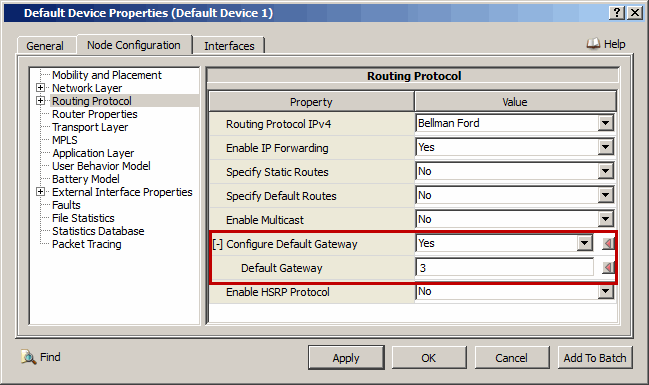 Default Device Properties (Default Device 1)
General Node Configuration Interfaces Help
Mobility and Placement
Network Layer
Routing Protocol
Router Properties
Transport Layer
MPLS
Application Layer
User Behavior Model
Battery Model
External Interface Properties
Faults
File Statistics
Statistics Database
Packet Tracing
Routing Protocol
Property Value
Routing Protocol IPv4 Bellman Ford
Enable IP Forwarding Yes
Specify Static Routes No
Specify Default Routes No
Enable Multicast No
[-] Configure Default Gateway Yes
Default Gateway 3
Enable HSRP Protocol No
Find Apply OK Cancel Add To Batch